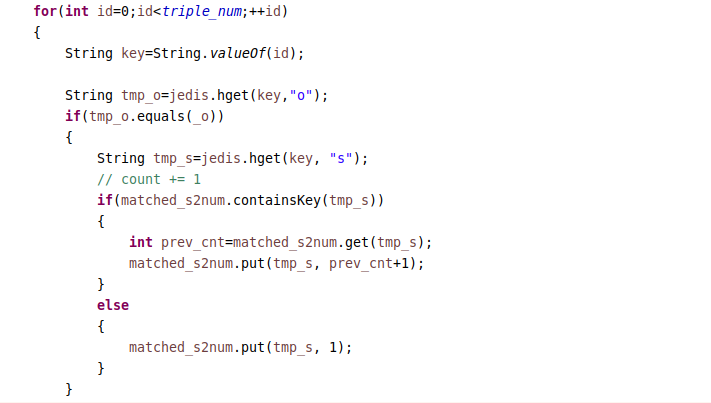 for(int id=0;id<triple_num;++id)
{
    String key=String.valueOf(id);

    String tmp_o=jedis.hget(key,"o");
    if(tmp_o.equals(_o))
    {
        String tmp_s=jedis.hget(key, "s");
        // count += 1
        if(matched_s2num.containsKey(tmp_s))
        {
            int prev_cnt=matched_s2num.get(tmp_s);
            matched_s2num.put(tmp_s, prev_cnt+1);
        }
        else
        {
            matched_s2num.put(tmp_s, 1);
        }
    }